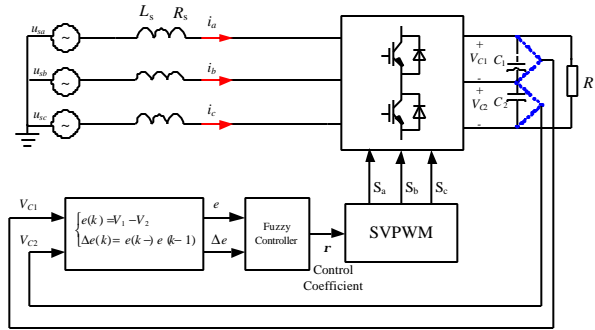 L_s R_s i_a
u_sa ~
u_sb ~ i_b
u_sc ~ i_c
+
V_C1 C_1
-
+
V_C2 C_2
-
R
S_a S_b S_c
V_C1
V_C2
e(k) =V_1 −V_2
Δe(k) = e(k−) e (k−1)
e
Δe
Fuzzy
Controller
r
Control
Coefficient
SVPWM